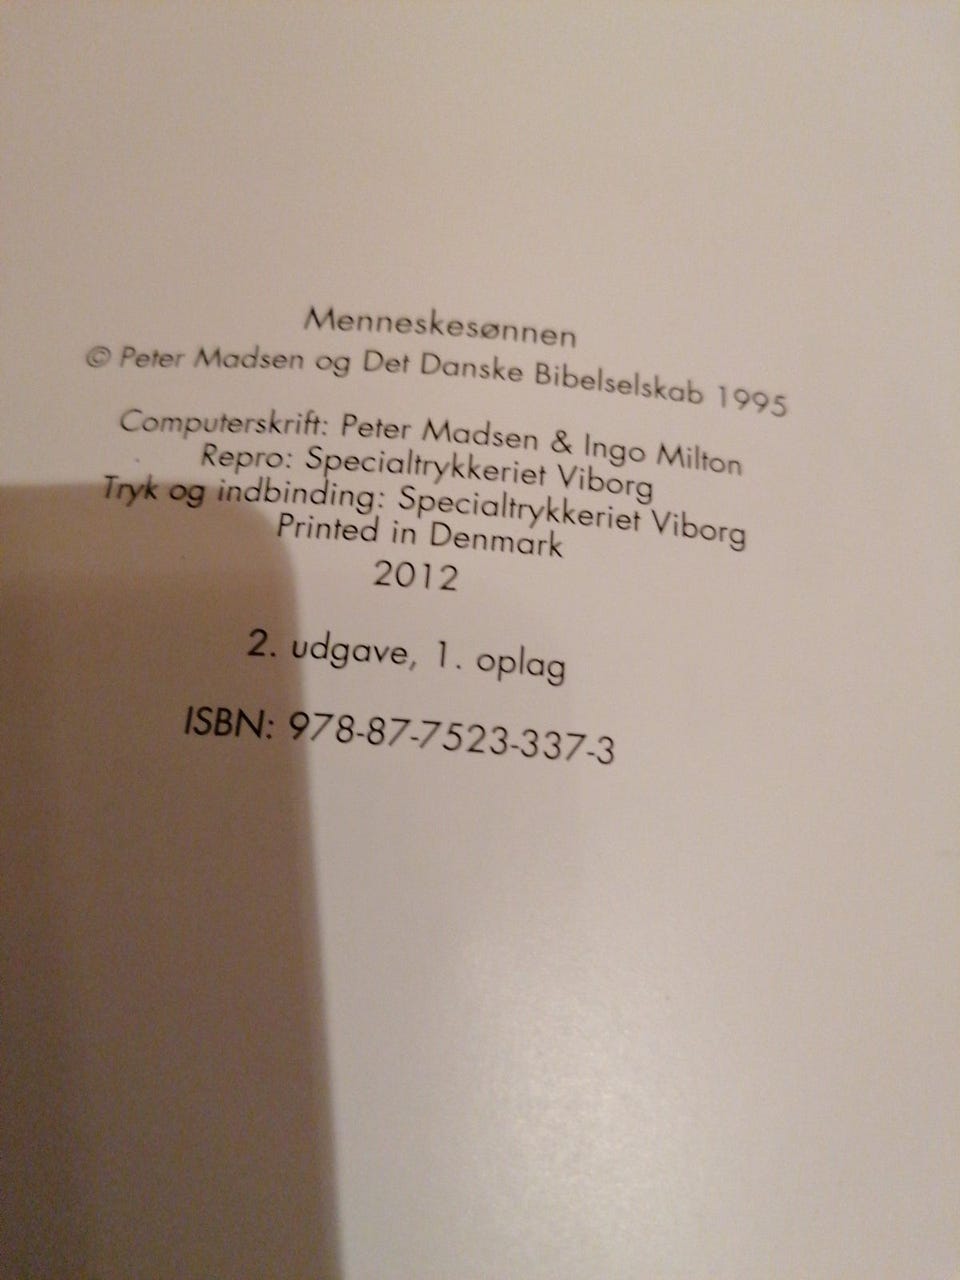 Menneskesønnen
© Peter Madsen og Det Danske Bibelselskab 1995
Computerskrift: Peter Madsen & Ingo Milton
Repro: Specialtrykkeriet Viborg
Tryk og indbinding: Specialtrykkeriet Viborg
Printed in Denmark
2012
2. udgave, 1. oplag
ISBN: 978-87-7523-337-3